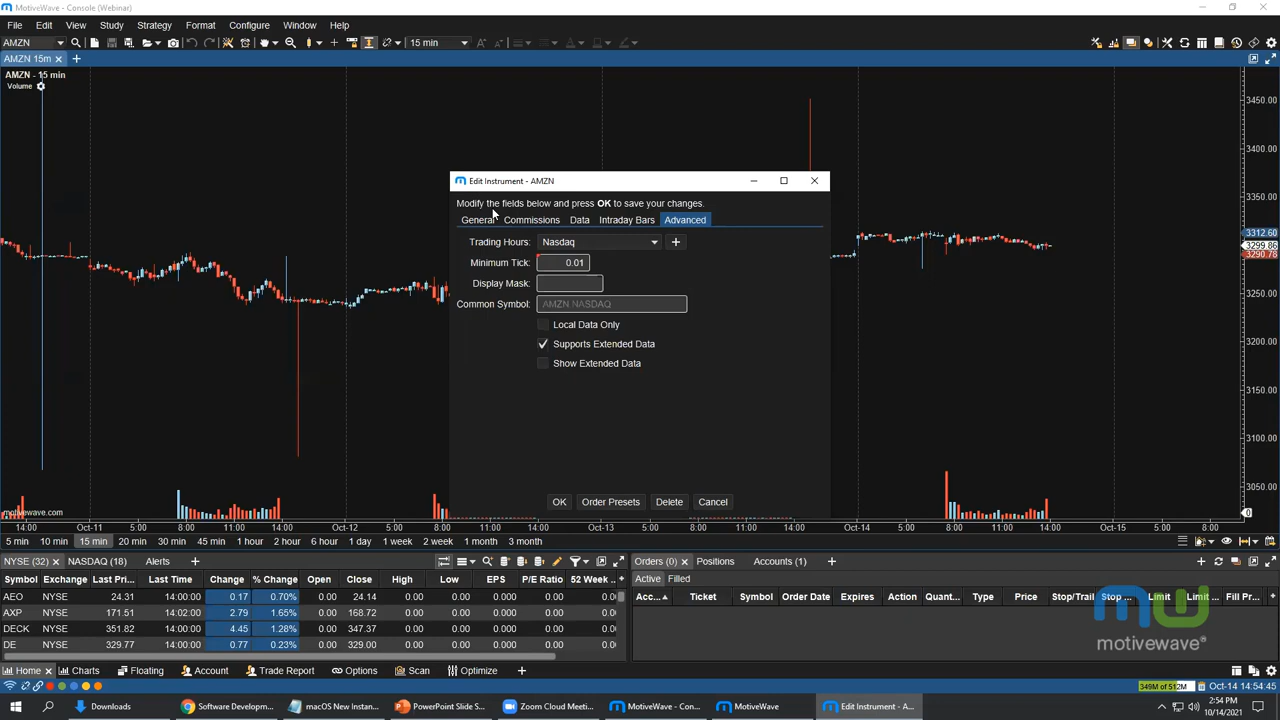 MotiveWave - Console (Webinar)
File Edit View Study Strategy Format Configure Window Help
AMZN 15 min
AMZN 15m
AMZN - 15 min
Volume
3450.00
3400.00
3350.00
3312.60
3299.86
3290.78
3250.00
3200.00
3150.00
3100.00
3050.00
0
Edit Instrument - AMZN
Modify the fields below and press OK to save your changes.
General Commissions Data Intraday Bars Advanced
Trading Hours: Nasdaq
Minimum Tick: 0.01
Display Mask:
Common Symbol: AMZN NASDAQ
Local Data Only
Supports Extended Data
Show Extended Data
OK Order Presets Delete Cancel
motivewave.com
14:00 Oct-11 5:00 8:00 11:00 14:00 Oct-12 5:00 8:00 11:00 14:00 Oct-13 5:00 8:00 11:00 14:00 Oct-14 5:00 8:00 11:00 14:00 Oct-15 5:00 8:00
5 min 10 min 15 min 20 min 30 min 45 min 1 hour 2 hour 6 hour 1 day 1 week 2 week 1 month 3 month
NYSE (32) NASDAQ (18) Alerts
Symbol Exchange Last Pri... Last Time Change % Change Open Close High Low EPS P/E Ratio 52 Week ...
AEO NYSE 24.31 14:00:00 0.17 0.70% 0.00 24.14 0.00 0.00 0.000 0.000 0.0
AXP NYSE 171.51 14:02:00 2.79 1.65% 0.00 168.72 0.00 0.00 0.000 0.000 0.0
DECK NYSE 351.82 14:00:00 4.45 1.28% 0.00 347.37 0.00 0.00 0.000 0.000 0.0
DE NYSE 329.77 14:00:00 0.77 0.23% 0.00 329.00 0.00 0.00 0.000 0.000 0.0
Orders (0) Positions Accounts (1)
Active Filled
Acc... Ticket Symbol Order Date Expires Action Quant... Type Price Stop/Trail Stop ... Limit Limit ... Fill Pr...
motivewave®
Home Charts Floating Account Trade Report Options Scan Optimize
349M of 512M Oct-14 14:54:45
Downloads Software Developm... macOS New Instan... PowerPoint Slide S... Zoom Cloud Meetin... MotiveWave - Con... MotiveWave Edit Instrument - A...
2:54 PM
10/14/2021